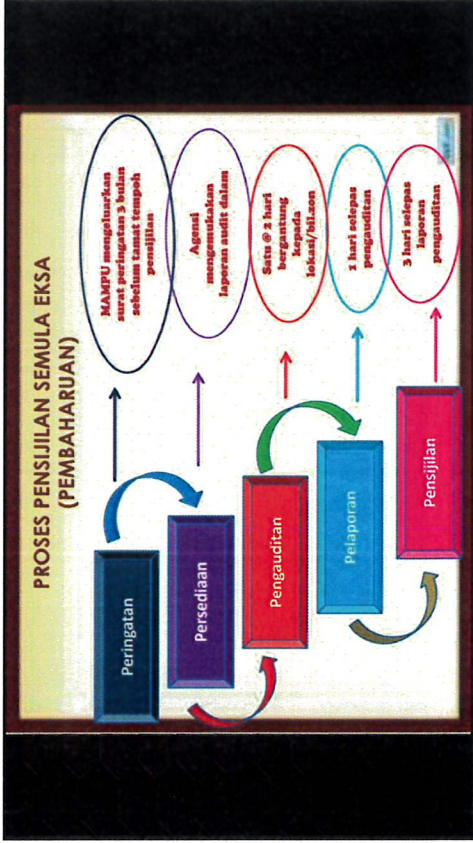 PROSES PENSIJILAN SEMULA EKSA
(PEMBAHARUAN)
Peringatan
MAMPU mengeluarkan
surat peringatan 3 bulan
sebelum tamat tempoh
pensijilan
Persediaan
Agensi
mengemukakan
laporan audit dalam
Pengauditan
Satu @ 2 hari
bergantung
kepada
lokasi/bil.zon
Pelaporan
1 hari selepas
pengauditan
Pensijilan
3 hari selepas
laporan
pengauditan